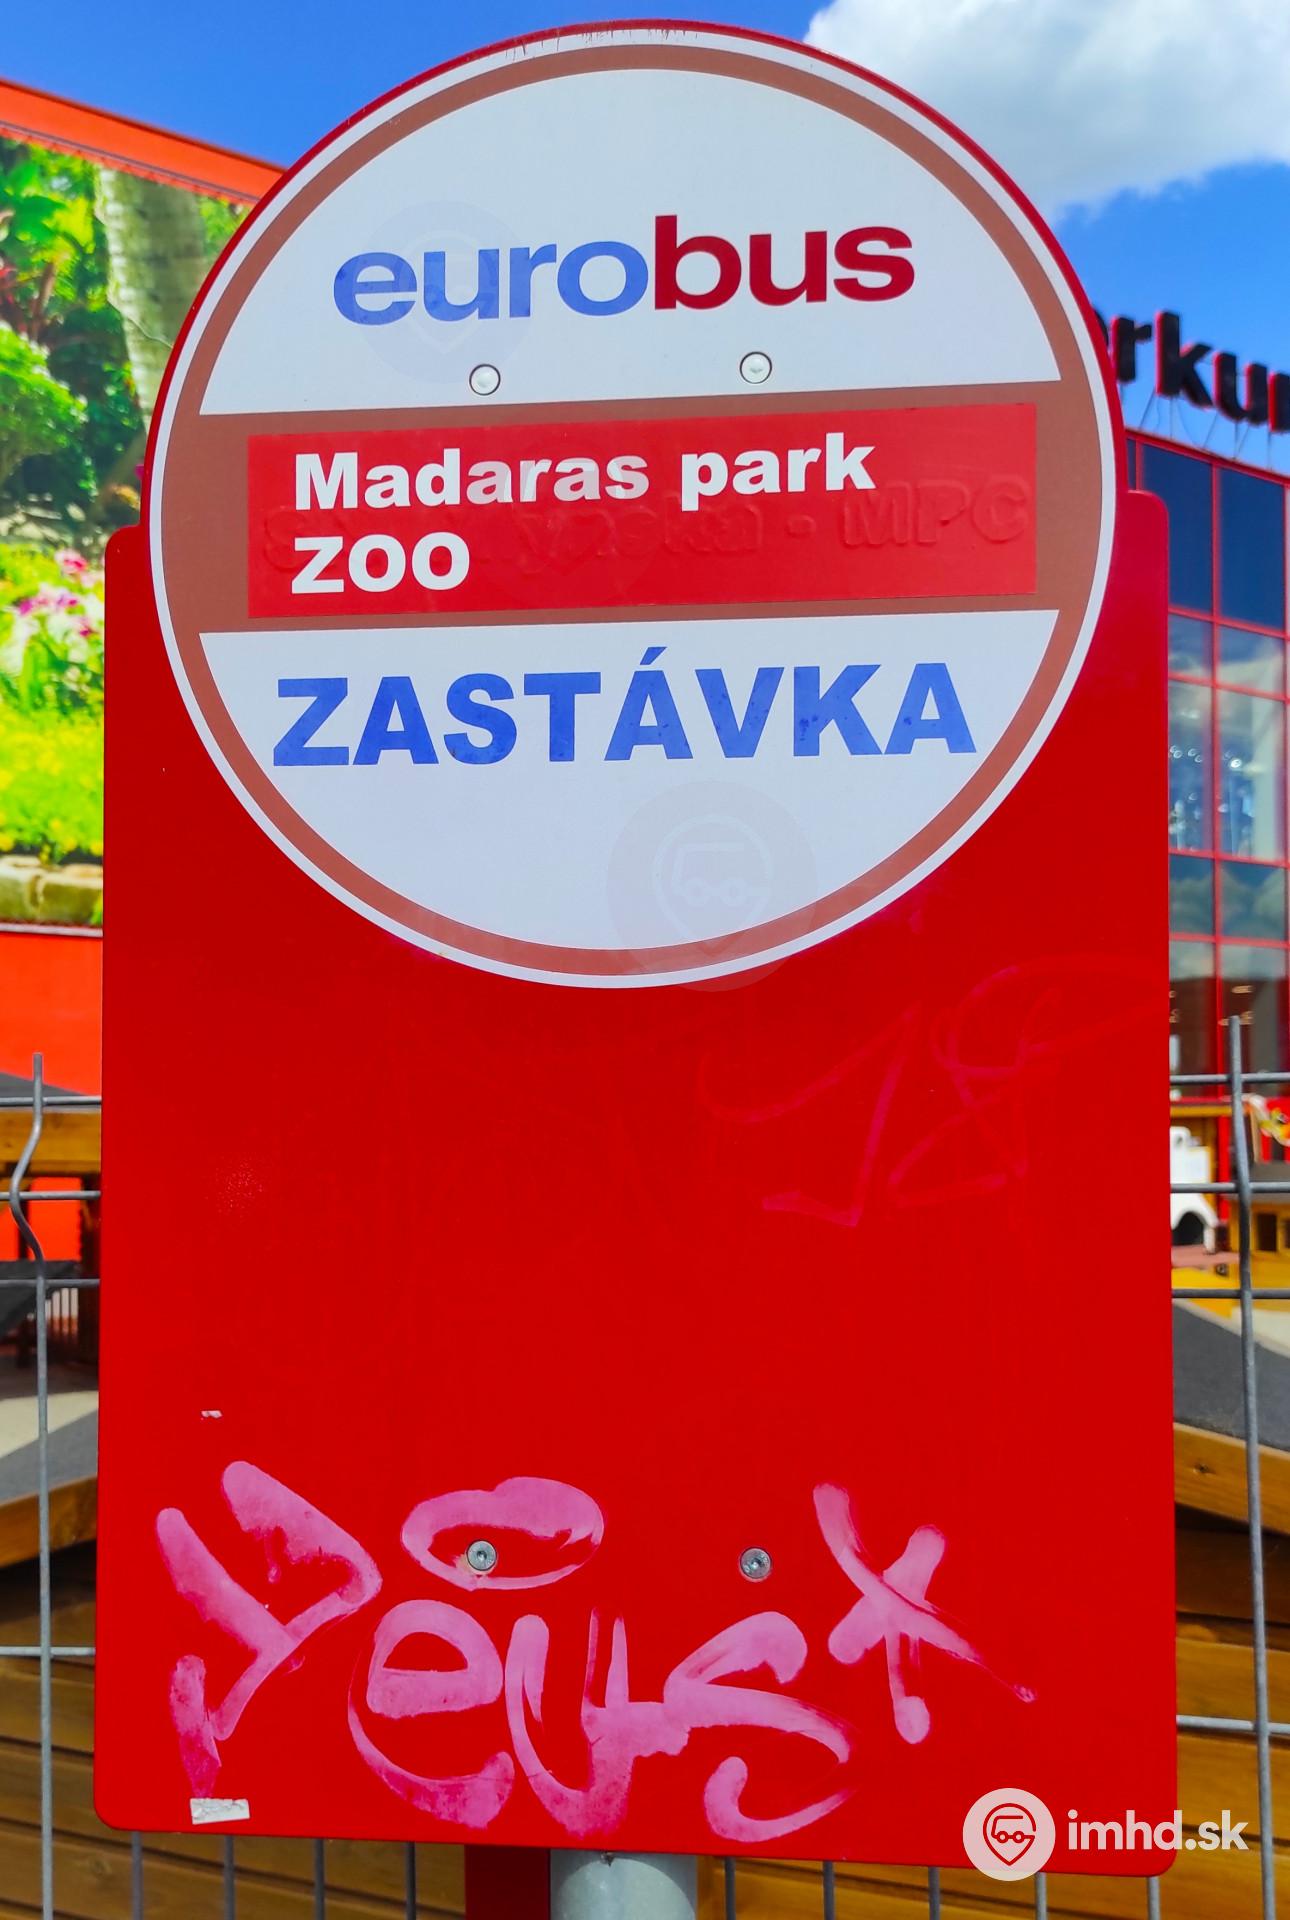 eurobus
Madaras park
ZOO
ZASTÁVKA
imhd.sk